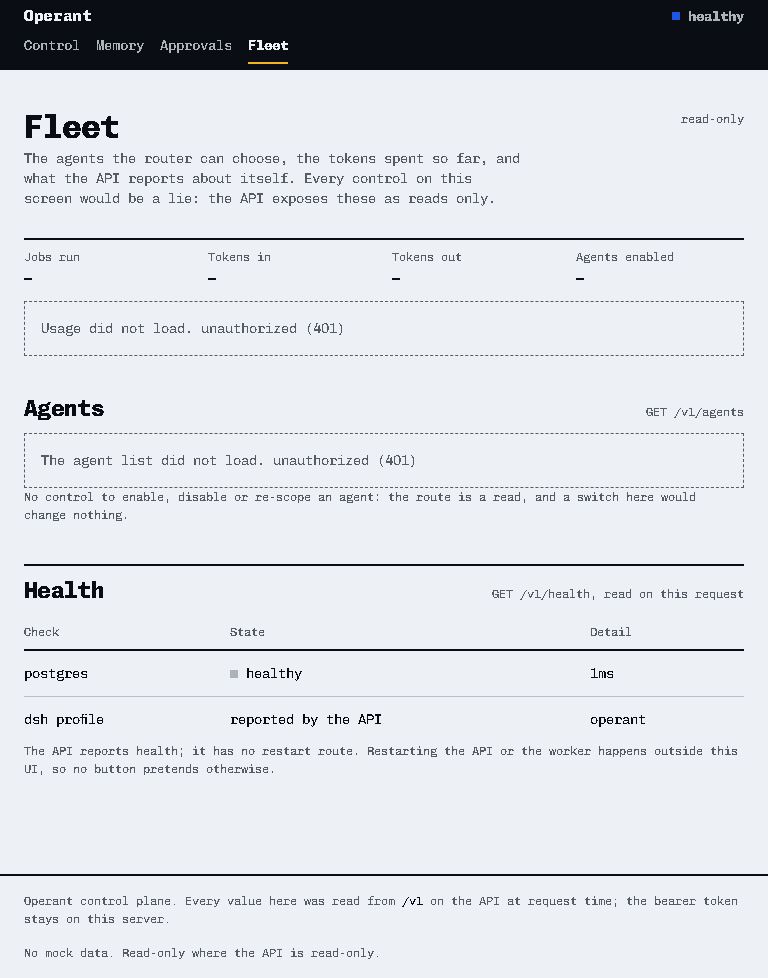 Operant
healthy
Control Memory Approvals Fleet
Fleet
read-only
The agents the router can choose, the tokens spent so far, and
what the API reports about itself. Every control on this
screen would be a lie: the API exposes these as reads only.
Jobs run Tokens in Tokens out Agents enabled
— — — —
Usage did not load. unauthorized (401)
Agents
GET /v1/agents
The agent list did not load. unauthorized (401)
No control to enable, disable or re-scope an agent: the route is a read, and a switch here would
change nothing.
Health
GET /v1/health, read on this request
Check State Detail
postgres healthy 1ms
dsh profile reported by the API operant
The API reports health; it has no restart route. Restarting the API or the worker happens outside this
UI, so no button pretends otherwise.
Operant control plane. Every value here was read from /v1 on the API at request time; the bearer token
stays on this server.
No mock data. Read-only where the API is read-only.